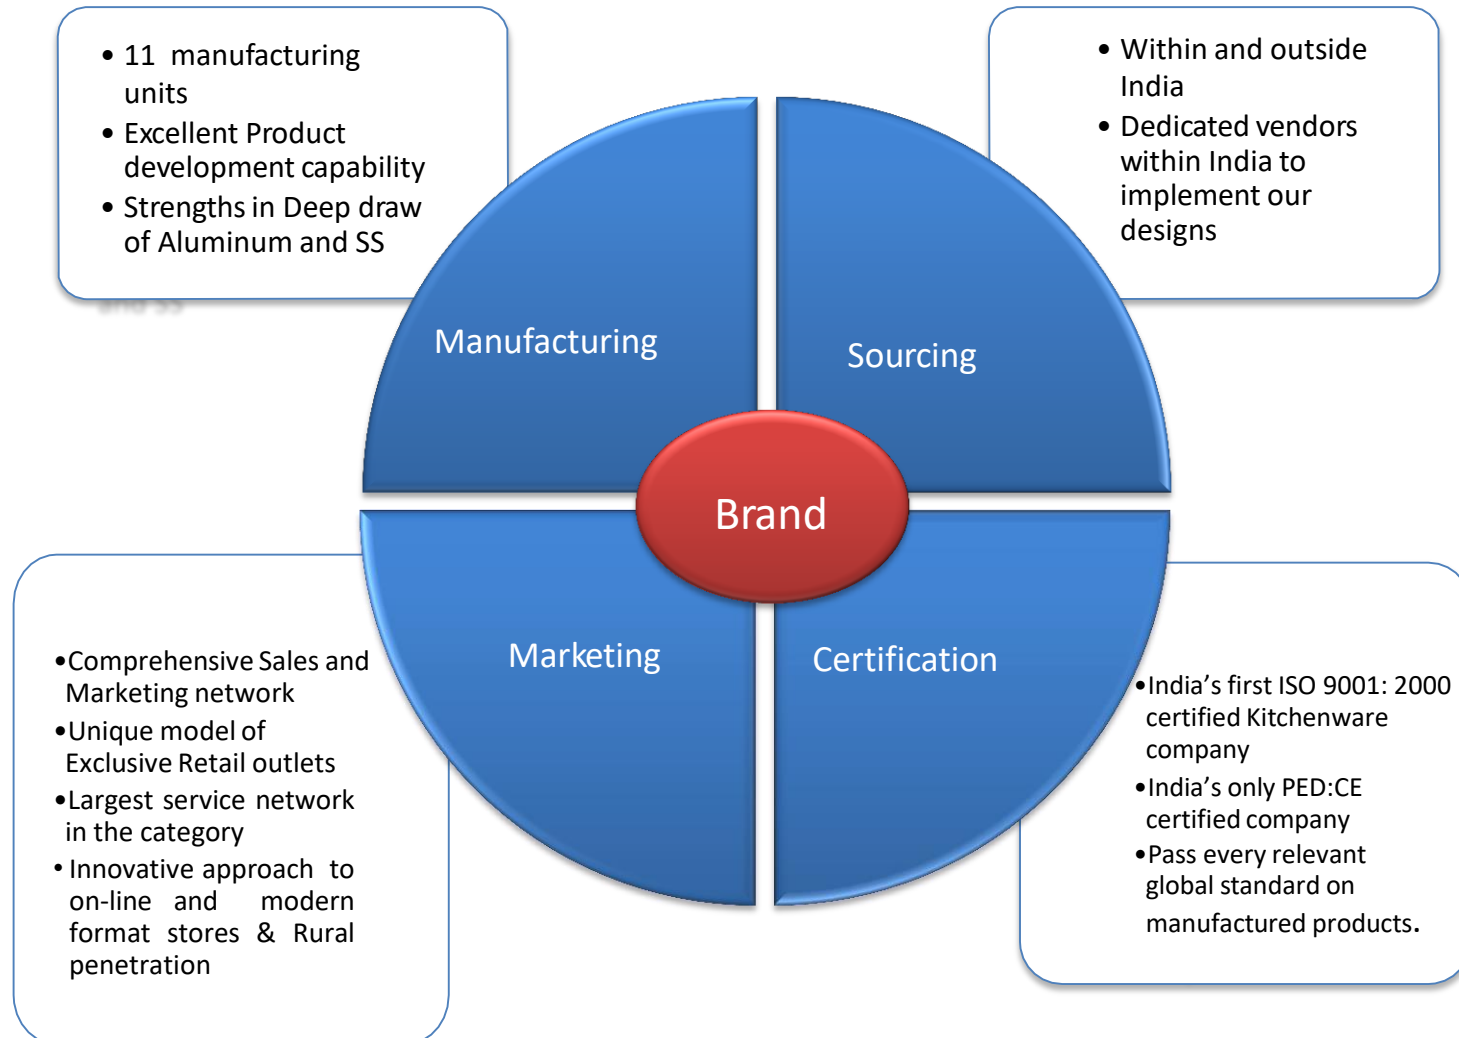 • 11 manufacturing
units
• Excellent Product
development capability
• Strengths in Deep draw
of Aluminum and SS
and SS
• Within and outside
India
• Dedicated vendors
within India to
implement our
designs
Manufacturing
Sourcing
Brand
Marketing
Certification
•Comprehensive Sales and
Marketing network
•Unique model of
Exclusive Retail outlets
•Largest service network
in the category
• Innovative approach to
on-line and modern
format stores & Rural
penetration
•India’s first ISO 9001: 2000
certified Kitchenware
company
•India’s only PED:CE
certified company
•Pass every relevant
global standard on
manufactured products.